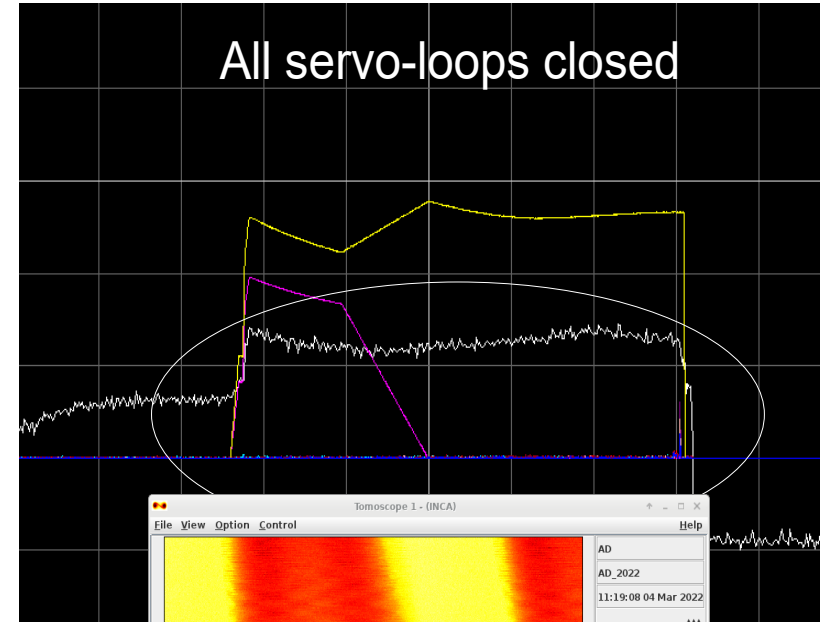 All servo-loops closed
Tomoscope 1 - (INCA)
File View Option Control Help
AD
AD_2022
11:19:08 04 Mar 2022